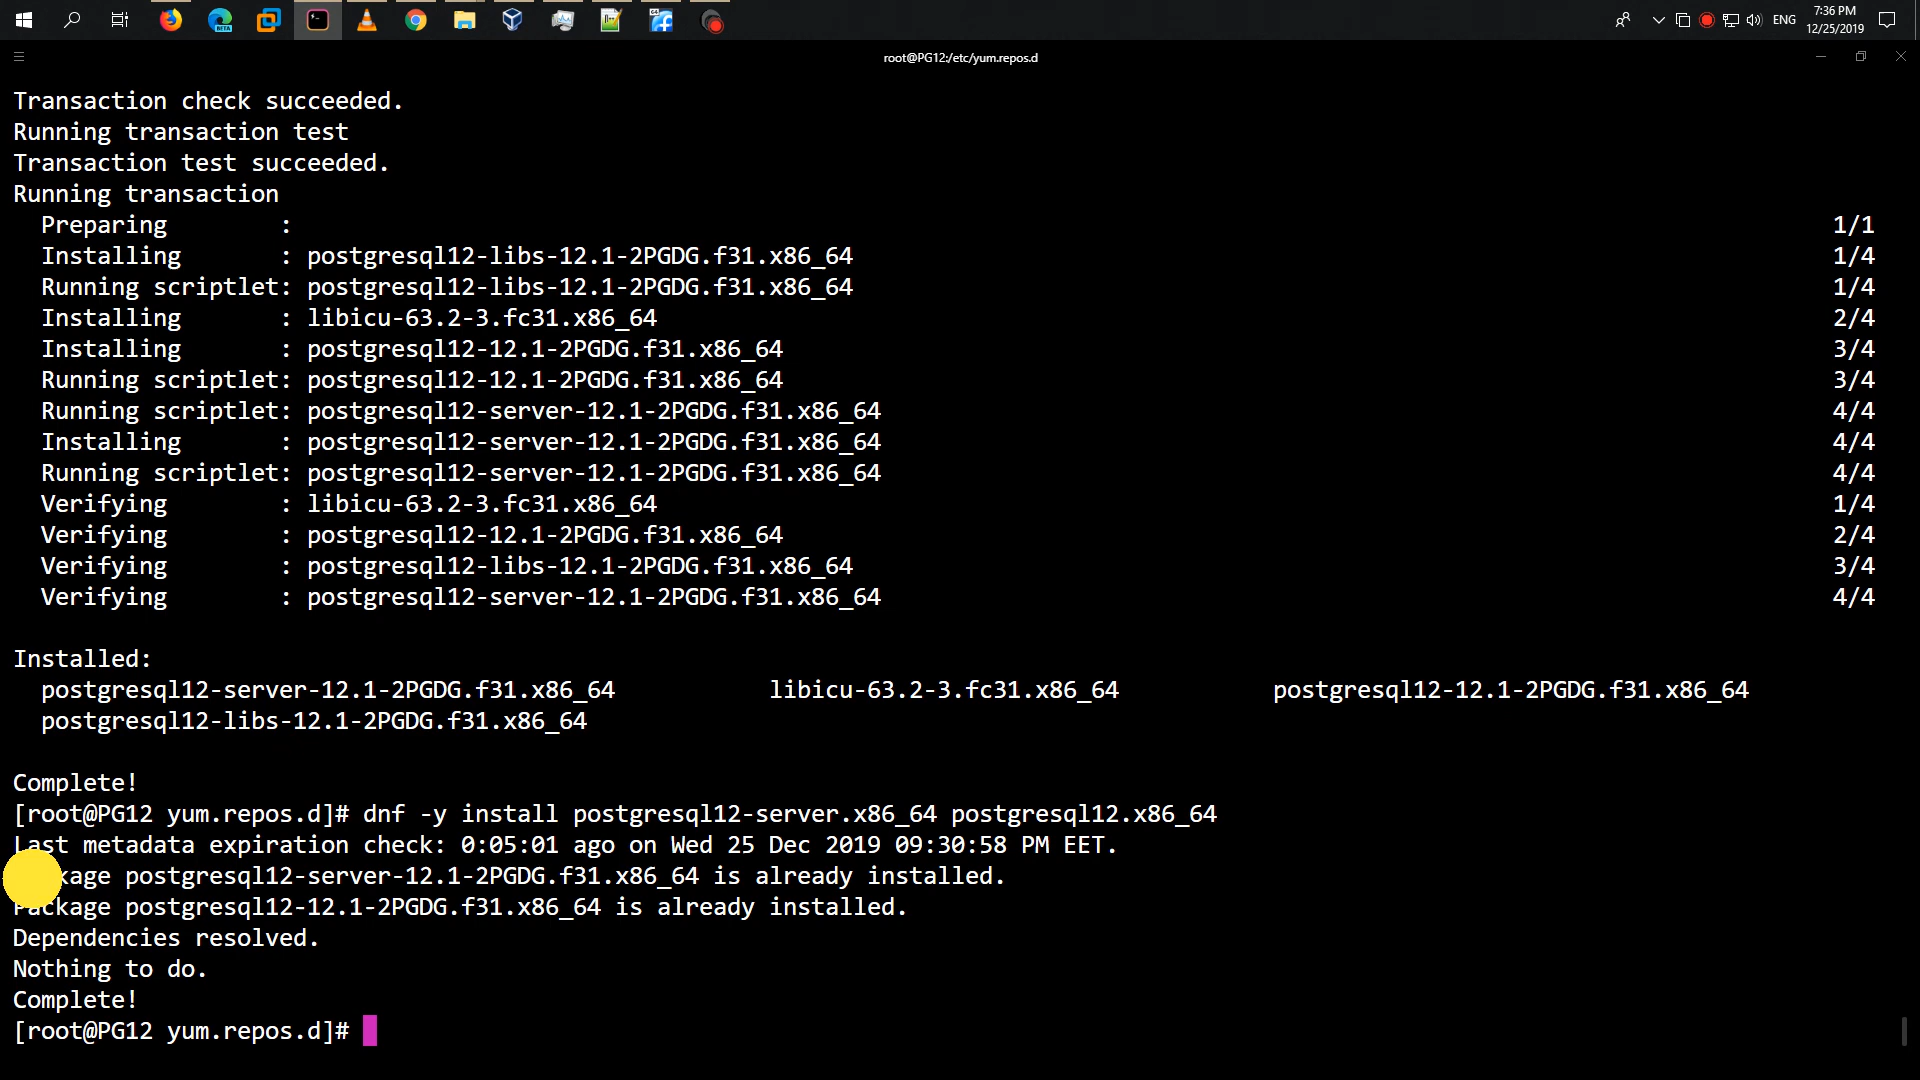 7:36 PM
ENG
12/25/2019
BETA
64
root@PG12:/etc/yum.repos.d
Transaction check succeeded.
Running transaction test
Transaction test succeeded.
Running transaction
Preparing : 1/1
Installing : postgresql12-libs-12.1-2PGDG.f31.x86_64 1/4
Running scriptlet: postgresql12-libs-12.1-2PGDG.f31.x86_64 1/4
Installing : libicu-63.2-3.fc31.x86_64 2/4
Installing : postgresql12-12.1-2PGDG.f31.x86_64 3/4
Running scriptlet: postgresql12-12.1-2PGDG.f31.x86_64 3/4
Running scriptlet: postgresql12-server-12.1-2PGDG.f31.x86_64 4/4
Installing : postgresql12-server-12.1-2PGDG.f31.x86_64 4/4
Running scriptlet: postgresql12-server-12.1-2PGDG.f31.x86_64 4/4
Verifying : libicu-63.2-3.fc31.x86_64 1/4
Verifying : postgresql12-12.1-2PGDG.f31.x86_64 2/4
Verifying : postgresql12-libs-12.1-2PGDG.f31.x86_64 3/4
Verifying : postgresql12-server-12.1-2PGDG.f31.x86_64 4/4
Installed:
postgresql12-server-12.1-2PGDG.f31.x86_64 libicu-63.2-3.fc31.x86_64 postgresql12-12.1-2PGDG.f31.x86_64
postgresql12-libs-12.1-2PGDG.f31.x86_64
Complete!
[root@PG12 yum.repos.d]# dnf -y install postgresql12-server.x86_64 postgresql12.x86_64
Last metadata expiration check: 0:05:01 ago on Wed 25 Dec 2019 09:30:58 PM EET.
kage postgresql12-server-12.1-2PGDG.f31.x86_64 is already installed.
Package postgresql12-12.1-2PGDG.f31.x86_64 is already installed.
Dependencies resolved.
Nothing to do.
Complete!
[root@PG12 yum.repos.d]#